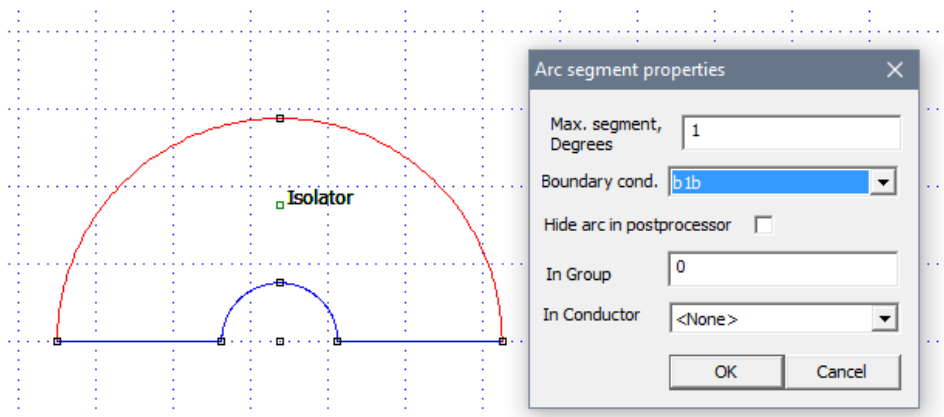 Isolator
Arc segment properties
Max. segment,
Degrees
1
Boundary cond.
b1b
Hide arc in postprocessor
In Group
0
In Conductor
<None>
OK
Cancel